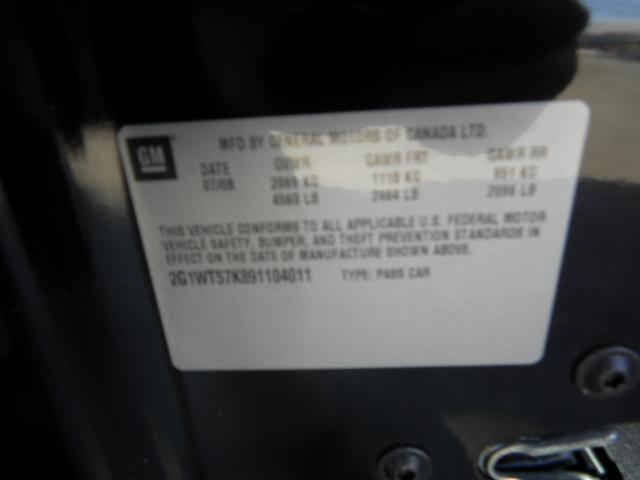 GM
MFD BY GENERAL MOTORS OF CANADA LTD.
DATE GVWR GAWR FRT GAWR RR
07/08 2069 KG 1118 KG 951 KG
4560 LB 2464 LB 2096 LB
THIS VEHICLE CONFORMS TO ALL APPLICABLE U.S. FEDERAL MOTOR
VEHICLE SAFETY, BUMPER, AND THEFT PREVENTION STANDARDS IN
EFFECT ON THE DATE OF MANUFACTURE SHOWN ABOVE.
2G1WT57K891104011 TYPE: PASS CAR